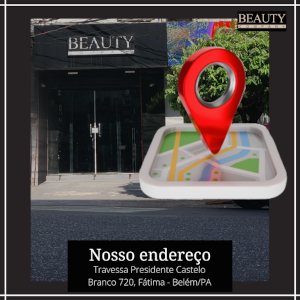 BEAUTY
BEAUTY
Nosso endereço
Travessa Presidente Castelo
Branco 720, Fátima - Belém/PA